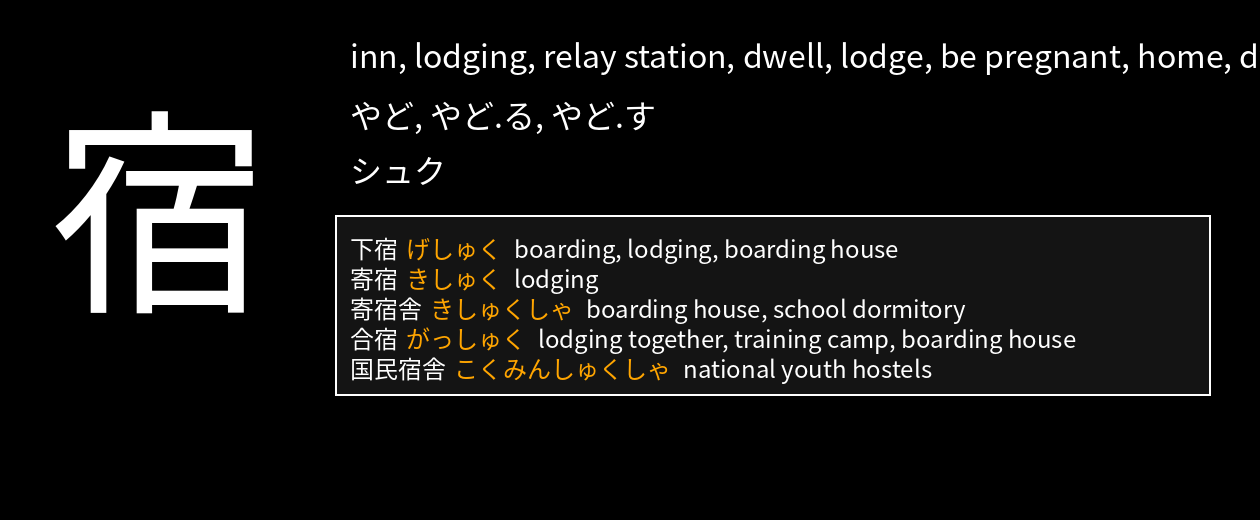 宿
inn, lodging, relay station, dwell, lodge, be pregnant, home, d
やど, やど.る, やど.す
シュク
下宿 げしゅく boarding, lodging, boarding house
寄宿 きしゅく lodging
寄宿舎 きしゅくしゃ boarding house, school dormitory
合宿 がっしゅく lodging together, training camp, boarding house
国民宿舎 こくみんしゅくしゃ national youth hostels